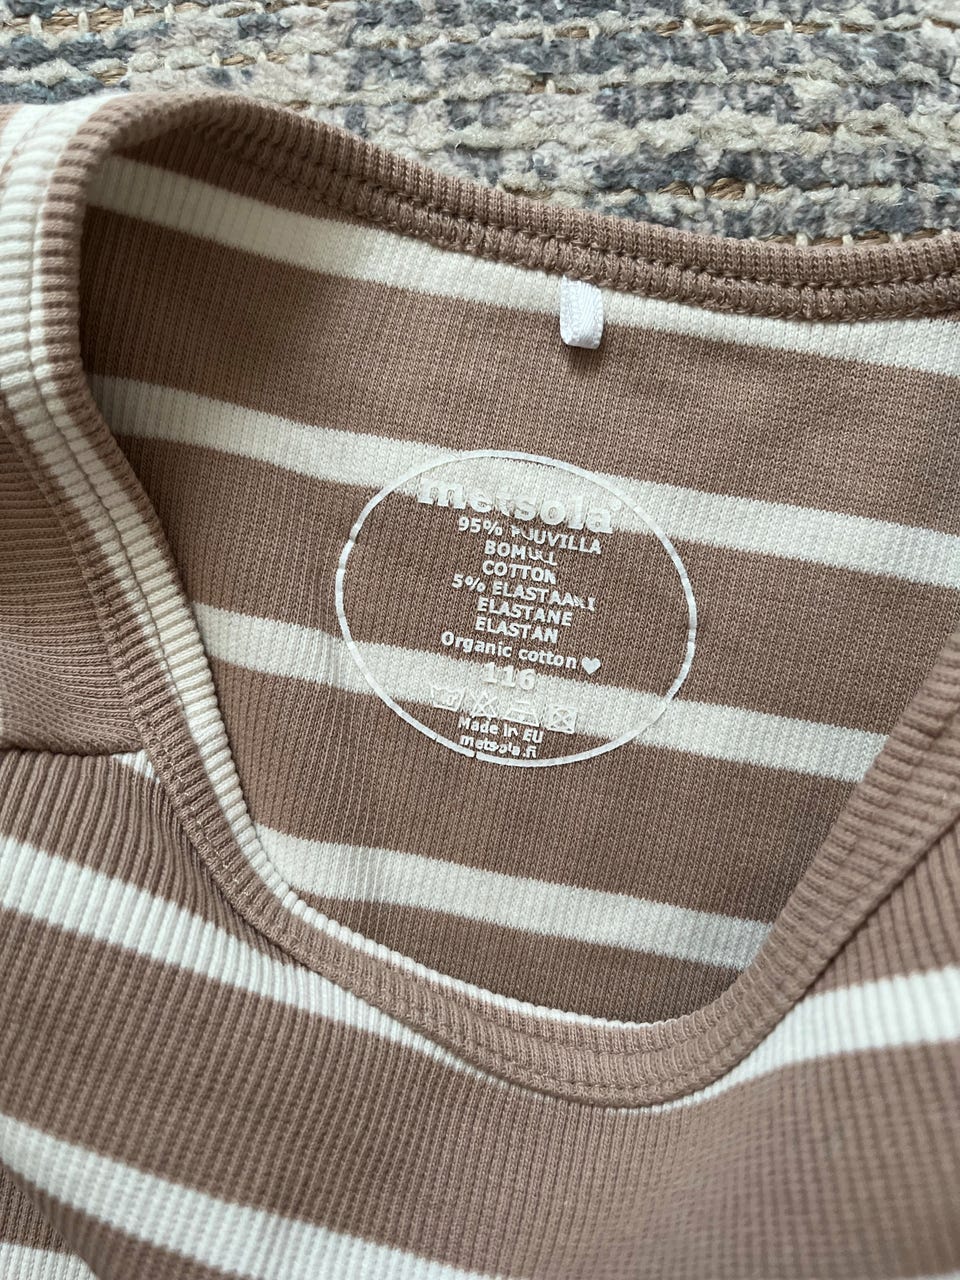 metsola
95% PUUVILLA
BOMULL
COTTON
5% ELASTAANI
ELASTANE
ELASTAN
Organic cotton
116
Made in EU
metsola.fi